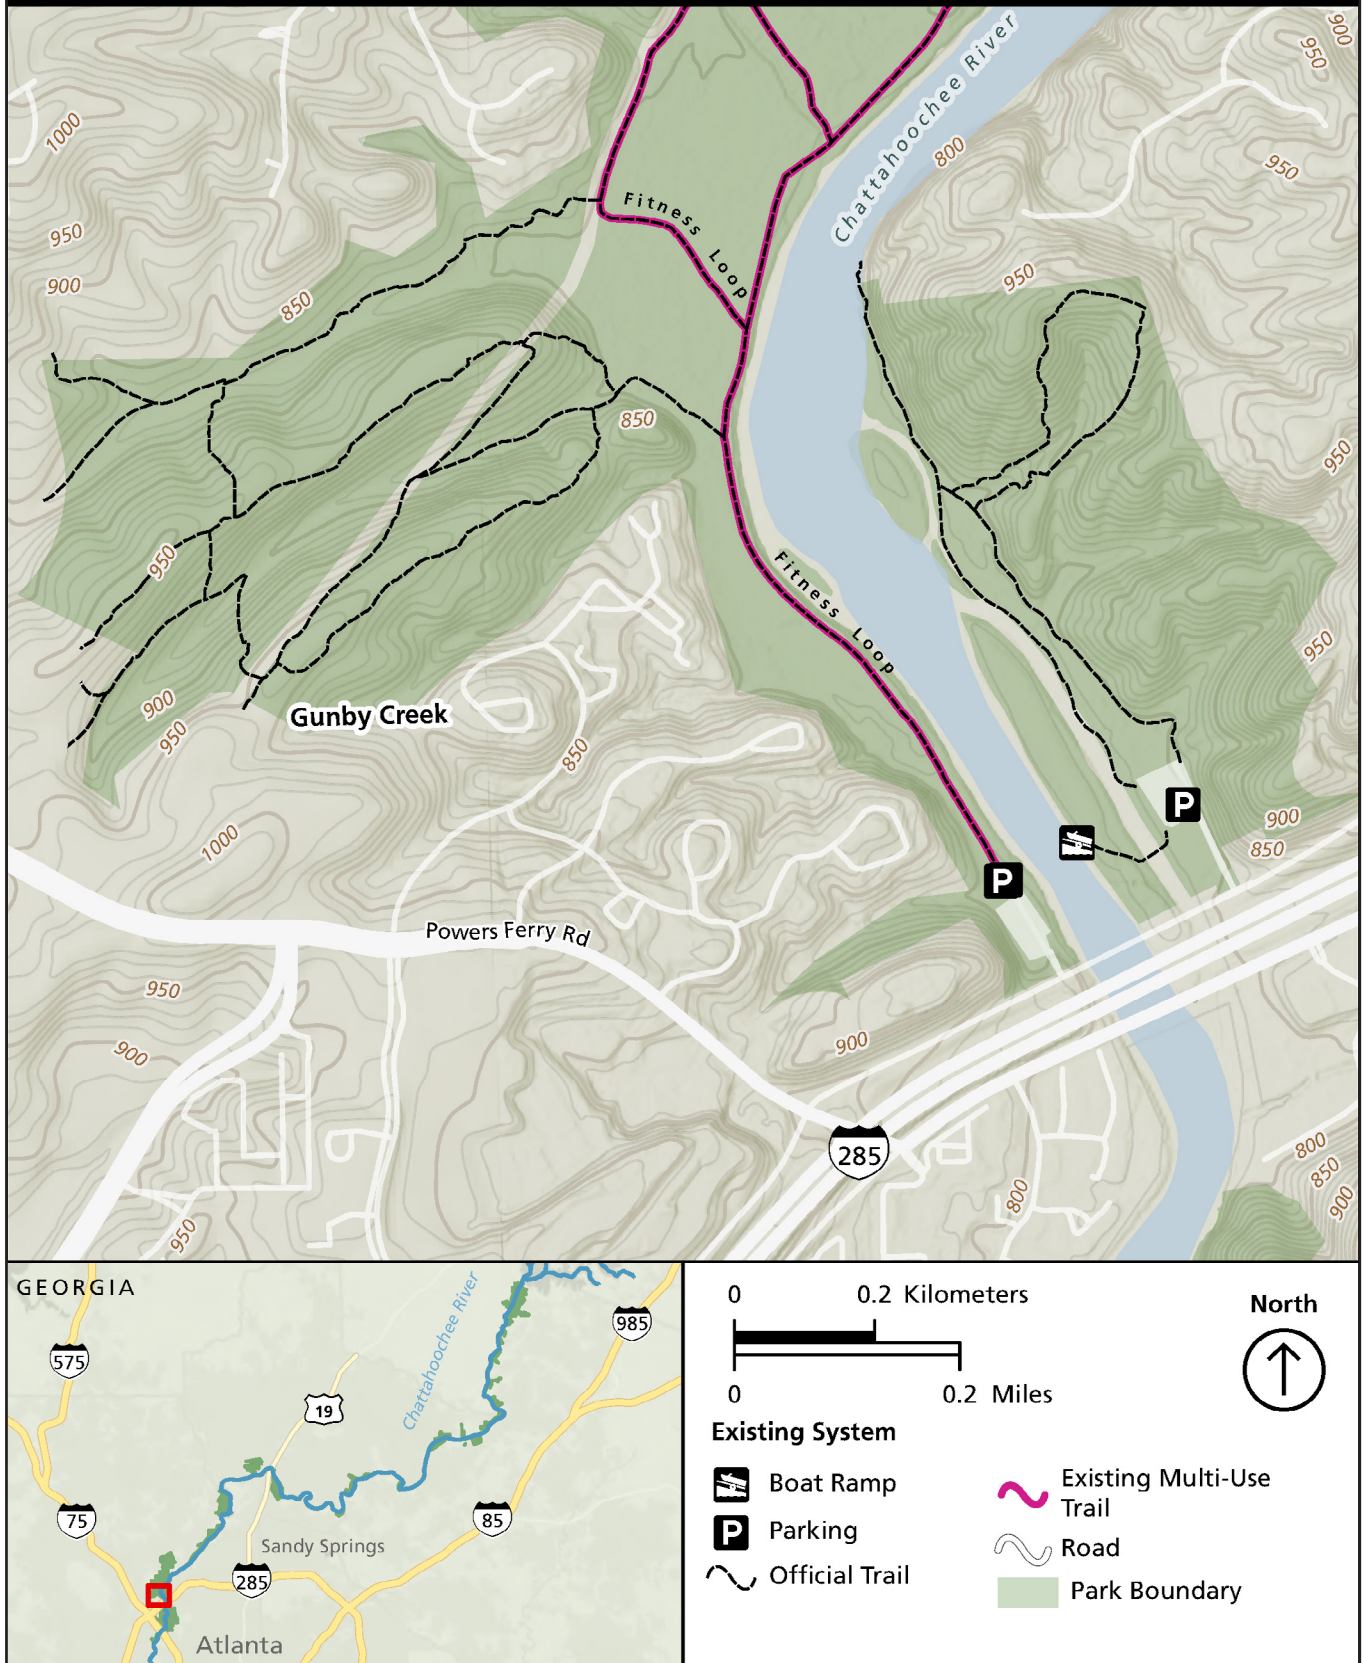 Chattahoochee River
900
950
1000
800
950
Fitness Loop
950
950
900
850
850
950
950
Fitness Loop
950
900
950
Gunby Creek
850
1000
P
900
850
P
Powers Ferry Rd
950
900
900
285
800
850
900
800
950
GEORGIA
Chattahoochee River
985
575
19
75
85
Sandy Springs
285
Atlanta
0 0.2 Kilometers
0 0.2 Miles
North
Existing System
Boat Ramp
P Parking
Official Trail
Existing Multi-Use
Trail
Road
Park Boundary